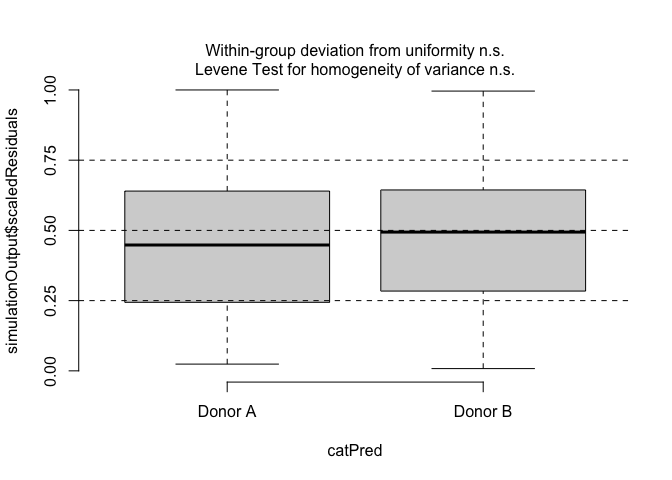 Within-group deviation from uniformity n.s.
Levene Test for homogeneity of variance n.s.
simulationOutput$scaledResiduals
1.00
0.75
0.50
0.25
0.00
Donor A
Donor B
catPred